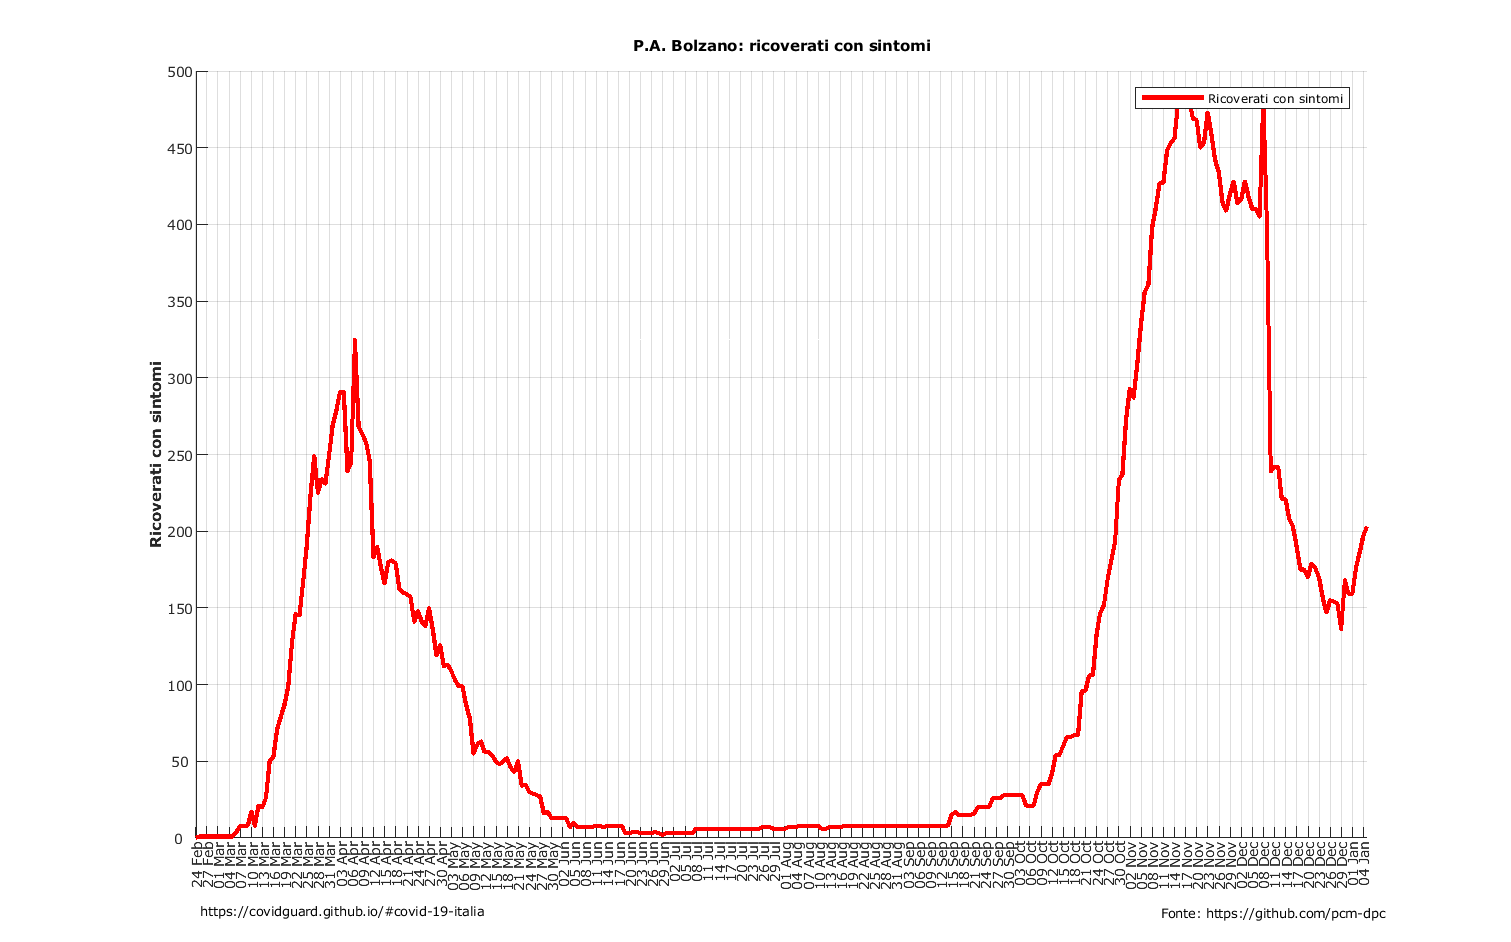 P.A. Bolzano: ricoverati con sintomi
Ricoverati con sintomi
Ricoverati con sintomi
500
450
400
350
300
250
200
150
100
50
0
24 Feb
27 Feb
01 Mar
04 Mar
07 Mar
10 Mar
13 Mar
16 Mar
19 Mar
22 Mar
25 Mar
28 Mar
31 Mar
03 Apr
06 Apr
09 Apr
12 Apr
15 Apr
18 Apr
21 Apr
24 Apr
27 Apr
30 Apr
03 May
06 May
09 May
12 May
15 May
18 May
21 May
24 May
27 May
30 May
02 Jun
05 Jun
08 Jun
11 Jun
14 Jun
17 Jun
20 Jun
23 Jun
26 Jun
29 Jun
02 Jul
05 Jul
08 Jul
11 Jul
14 Jul
17 Jul
20 Jul
23 Jul
26 Jul
29 Jul
01 Aug
04 Aug
07 Aug
10 Aug
13 Aug
16 Aug
19 Aug
22 Aug
25 Aug
28 Aug
31 Aug
03 Sep
06 Sep
09 Sep
12 Sep
15 Sep
18 Sep
21 Sep
24 Sep
27 Sep
30 Sep
03 Oct
06 Oct
09 Oct
12 Oct
15 Oct
18 Oct
21 Oct
24 Oct
27 Oct
30 Oct
02 Nov
05 Nov
08 Nov
11 Nov
14 Nov
17 Nov
20 Nov
23 Nov
26 Nov
29 Nov
02 Dec
05 Dec
08 Dec
11 Dec
14 Dec
17 Dec
20 Dec
23 Dec
26 Dec
29 Dec
01 Jan
04 Jan
https://covidguard.github.io/#covid-19-italia
Fonte: https://github.com/pcm-dpc